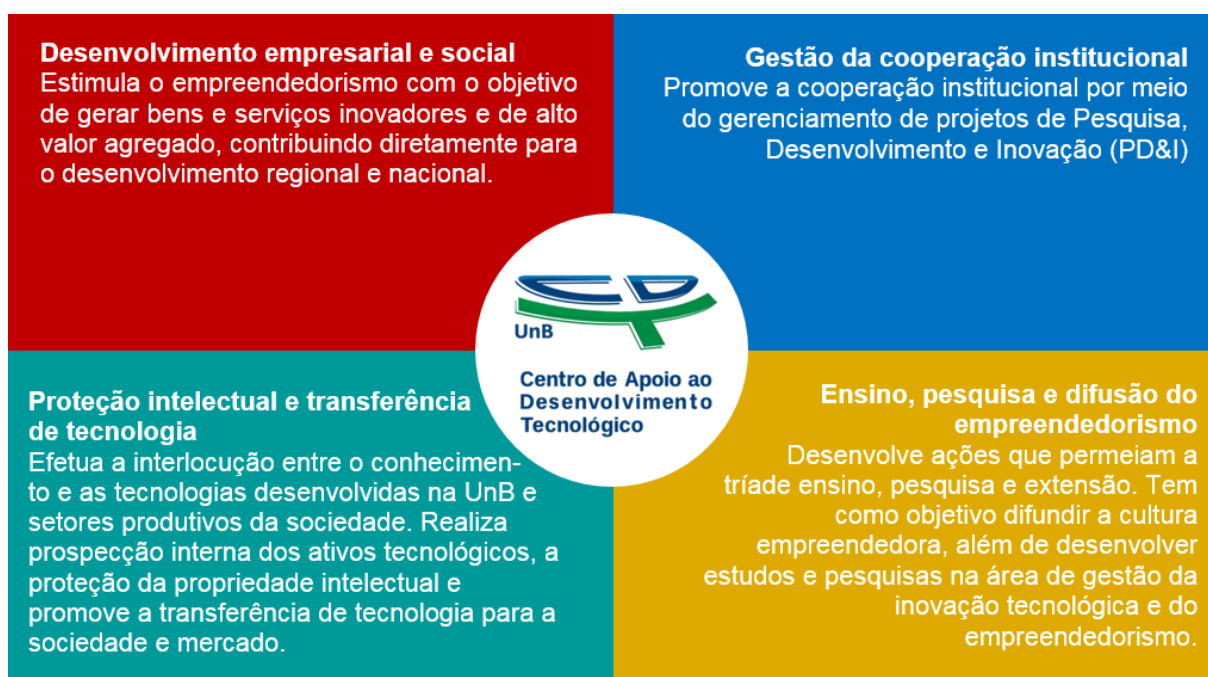 Desenvolvimento empresarial e social
Estimula o empreendedorismo com o objetivo
de gerar bens e serviços inovadores e de alto
valor agregado, contribuindo diretamente para
o desenvolvimento regional e nacional.
Gestão da cooperação institucional
Promove a cooperação institucional por meio
do gerenciamento de projetos de Pesquisa,
Desenvolvimento e Inovação (PD&I)
CDT
UnB
Centro de Apoio ao
Desenvolvimento
Tecnológico
Proteção intelectual e transferência
de tecnologia
Efetua a interlocução entre o conhecimen-
to e as tecnologias desenvolvidas na UnB e
setores produtivos da sociedade. Realiza
prospecção interna dos ativos tecnológicos, a
proteção da propriedade intelectual e
promove a transferência de tecnologia para a
sociedade e mercado.
Ensino, pesquisa e difusão do
empreendedorismo
Desenvolve ações que permeiam a
tríade ensino, pesquisa e extensão. Tem
como objetivo difundir a cultura
empreendedora, além de desenvolver
estudos e pesquisas na área de gestão da
inovação tecnológica e do
empreendedorismo.